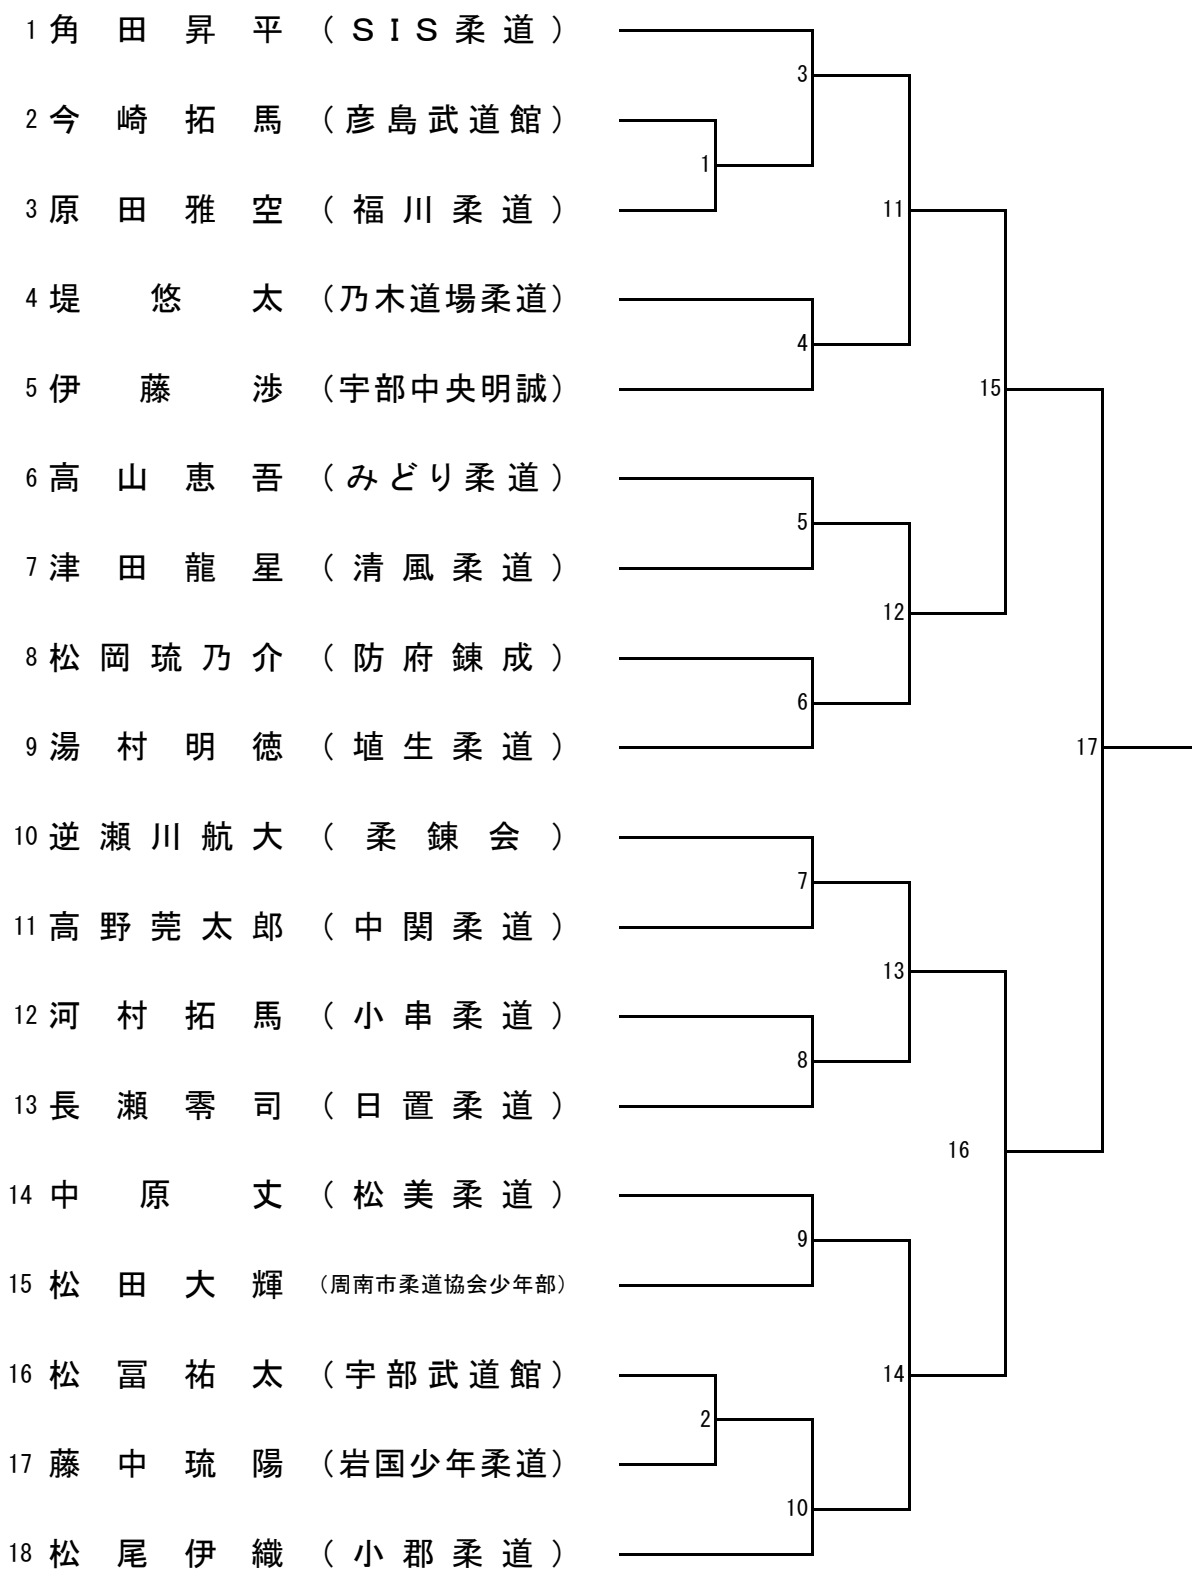 1 角田昇平 (SIS柔道)
3
2 今崎拓馬 (彦島武道館)
1
3 原田雅空 (福川柔道)
11
4 堤悠太 (乃木道場柔道)
4
5 伊藤渉 (宇部中央明誠)
15
6 高山恵吾 (みどり柔道)
5
7 津田龍星 (清風柔道)
12
8 松岡琉乃介 (防府錬成)
6
9 湯村明徳 (埴生柔道)
17
10 逆瀬川航大 (柔錬会)
7
11 高野莞太郎 (中関柔道)
13
12 河村拓馬 (小串柔道)
8
13 長瀬零司 (日置柔道)
16
14 中原丈 (松美柔道)
9
15 松田大輝 (周南市柔道協会少年部)
16 松冨祐太 (宇部武道館)
14
2
17 藤中琉陽 (岩国少年柔道)
10
18 松尾伊織 (小郡柔道)